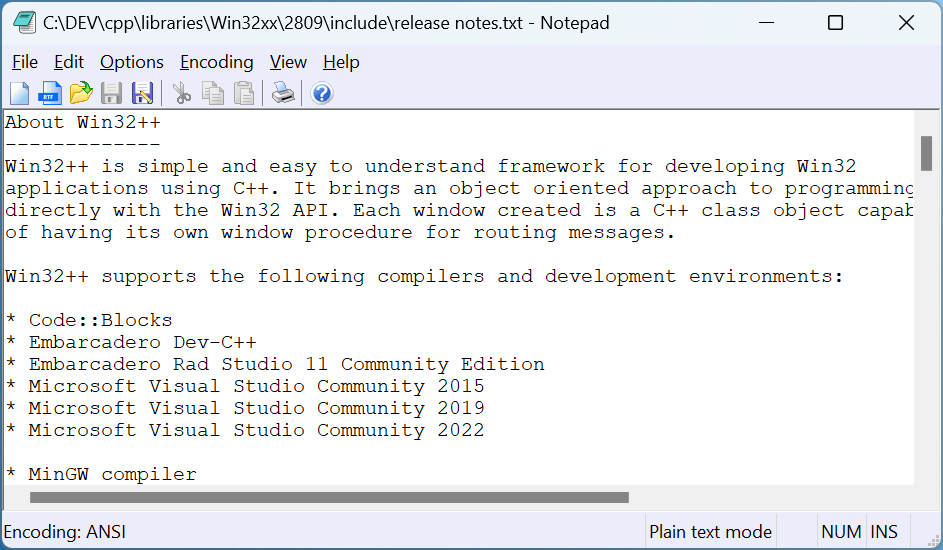 C:\DEV\cpp\libraries\Win32xx\2809\include\release notes.txt - Notepad
File Edit Options Encoding View Help
RTF
About Win32++
-------------
Win32++ is simple and easy to understand framework for developing Win32
applications using C++. It brings an object oriented approach to programming
directly with the Win32 API. Each window created is a C++ class object capab
of having its own window procedure for routing messages.
Win32++ supports the following compilers and development environments:
* Code::Blocks
* Embarcadero Dev-C++
* Embarcadero Rad Studio 11 Community Edition
* Microsoft Visual Studio Community 2015
* Microsoft Visual Studio Community 2019
* Microsoft Visual Studio Community 2022
* MinGW compiler
Encoding: ANSI Plain text mode NUM INS